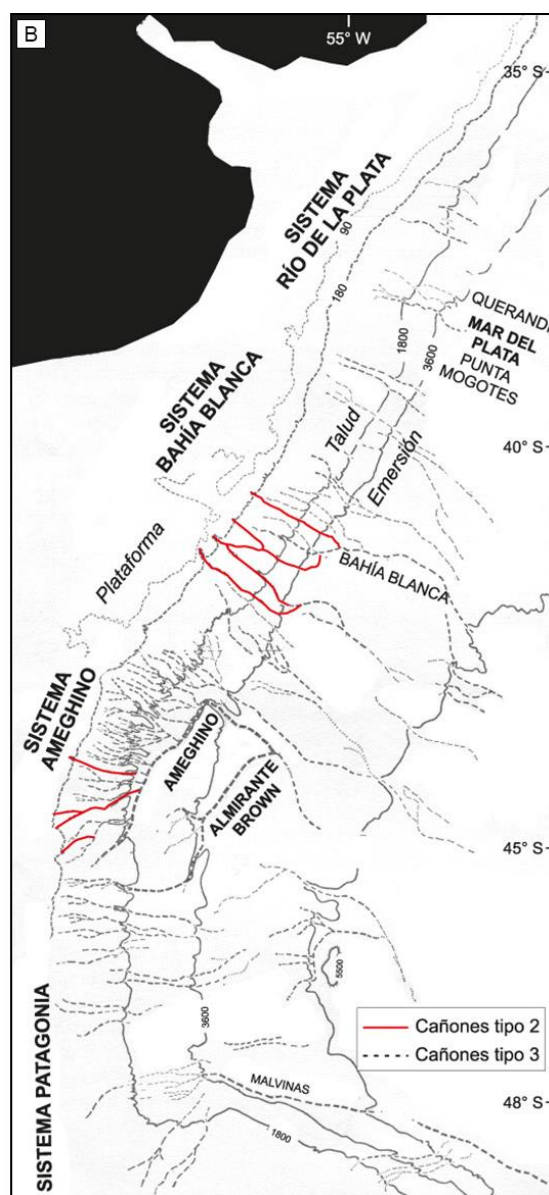 B
55° W
35° S
SISTEMA
RÍO DE LA PLATA
90
180
QUERANDÍ
MAR DEL
PLATA
PUNTA
MOGOTES
1800
3600
SISTEMA
BAHÍA BLANCA
Talud
Emersión
40° S
Plataforma
BAHÍA BLANCA
SISTEMA
AMEGHINO
AMEGHINO
ALMIRANTE
BROWN
45° S
5500
3600
Cañones tipo 2
Cañones tipo 3
SISTEMA PATAGONIA
MALVINAS
48° S
1800